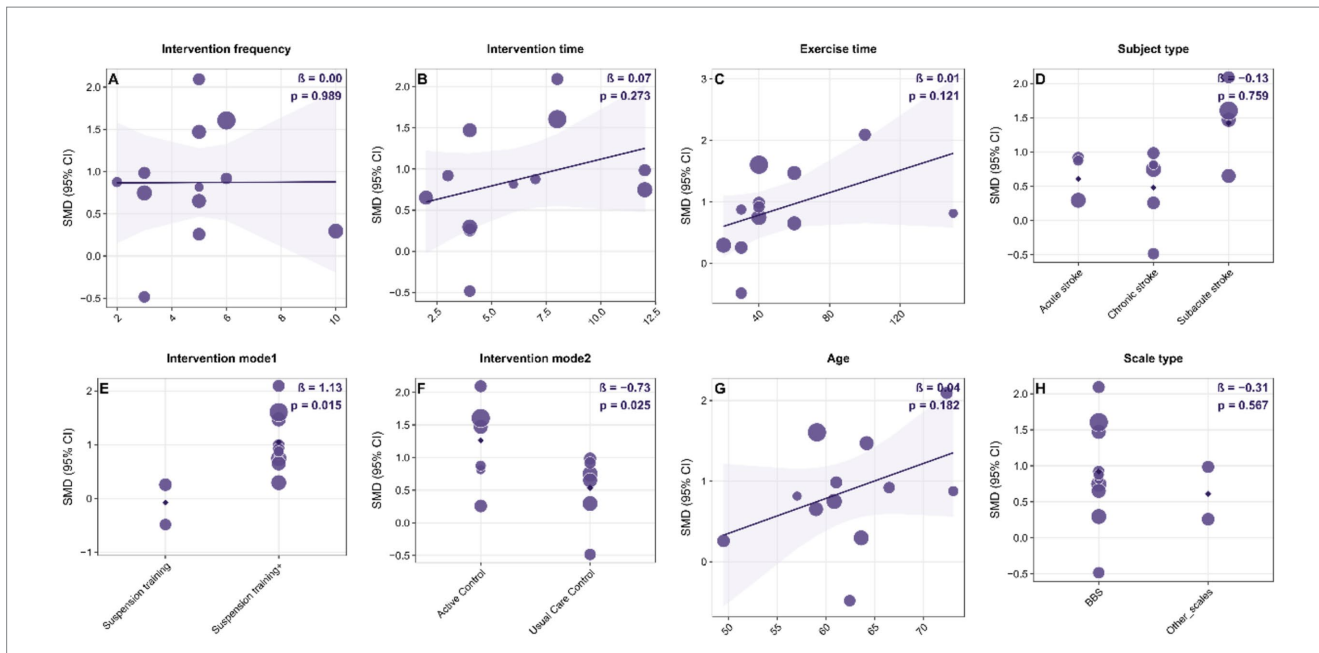 Intervention frequency
A
ß = 0.00
p = 0.989
SMD (95% CI)
2.0
1.5
1.0
0.5
0.0
−0.5
2
4
6
8
10
Intervention time
B
ß = 0.07
p = 0.273
SMD (95% CI)
2.0
1.5
1.0
0.5
0.0
−0.5
2.5
5.0
7.5
10.0
12.5
Exercise time
C
ß = 0.01
p = 0.121
SMD (95% CI)
3
2
1
0
40
80
120
Subject type
D
ß = −0.13
p = 0.759
SMD (95% CI)
2.0
1.5
1.0
0.5
0.0
−0.5
Acute stroke
Chronic stroke
Subacute stroke
Intervention mode1
E
ß = 1.13
p = 0.015
SMD (95% CI)
2
1
0
−1
Suspension training
Suspension training+
Intervention mode2
F
ß = −0.73
p = 0.025
SMD (95% CI)
2.0
1.5
1.0
0.5
0.0
−0.5
Active Control
Usual Care Control
Age
G
ß = 0.04
p = 0.182
SMD (95% CI)
2
1
0
50
55
60
65
70
Scale type
H
ß = −0.31
p = 0.567
SMD (95% CI)
2.0
1.5
1.0
0.5
0.0
−0.5
BBS
Other_scales